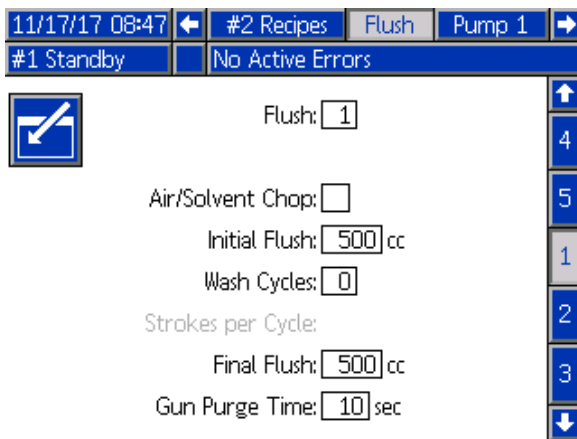 11/17/17 08:47 #2 Recipes Flush Pump 1
#1 Standby No Active Errors
Flush: 1
4
Air/Solvent Chop:
5
Initial Flush: 500 cc
1
Wash Cycles: 0
2
Strokes per Cycle:
Final Flush: 500 cc
3
Gun Purge Time: 10 sec